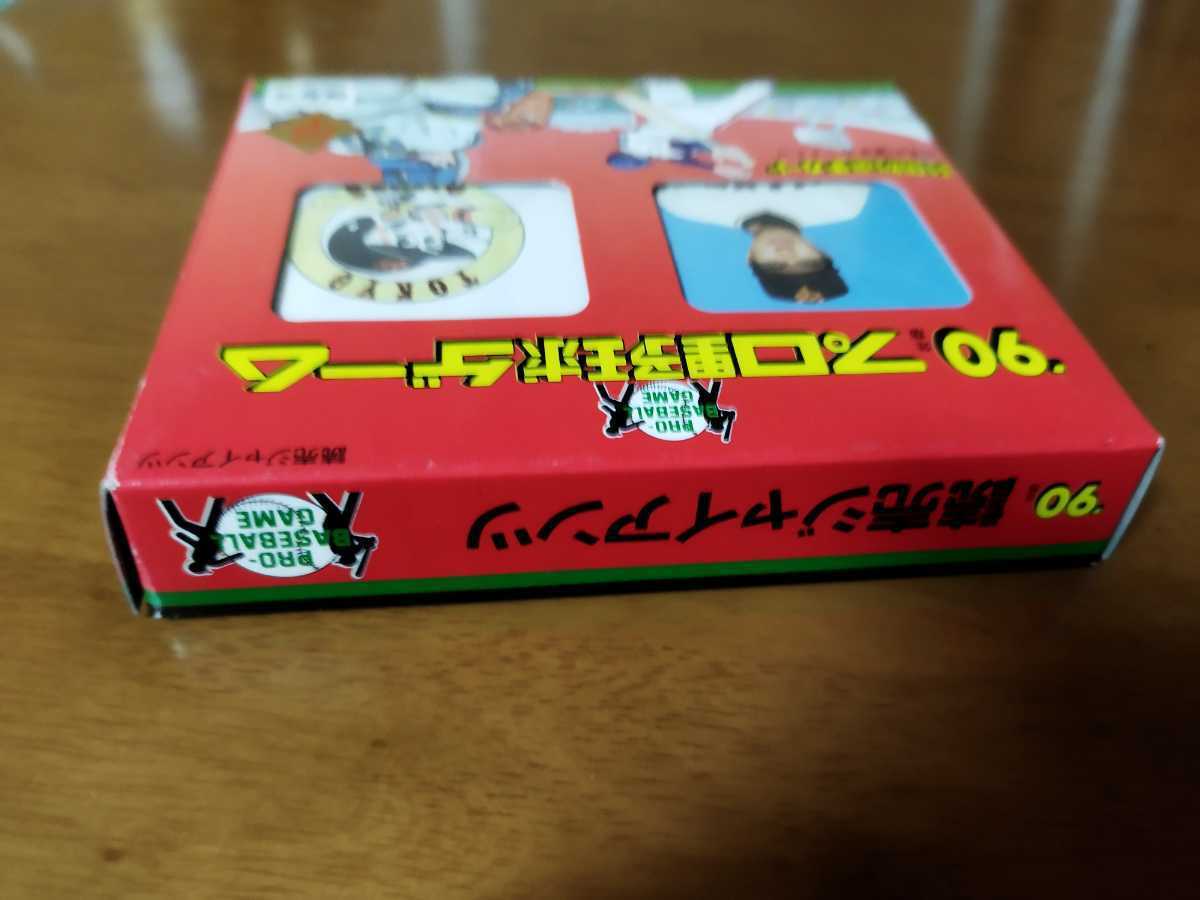 '90 読売ジャイアンツ
PRO-
BASEBALL
GAME
読売ジャイアンツ
PRO-
BASEBALL
GAME
'90 プロ野球ゲーム
TOKYO